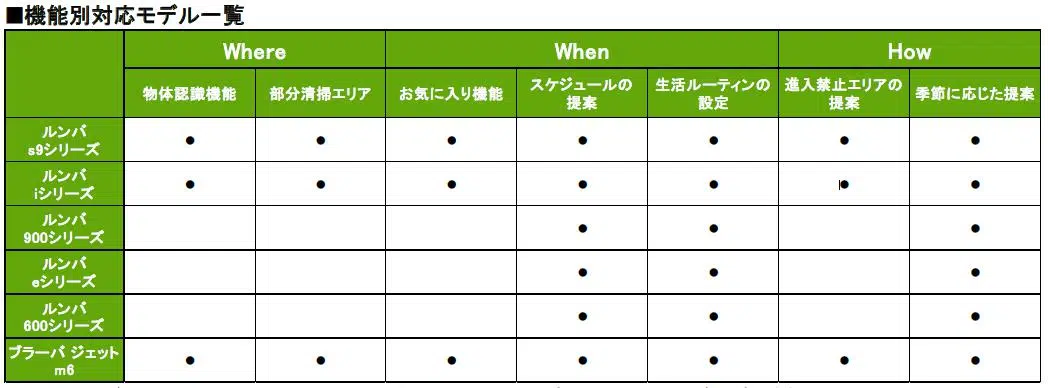 ■機能別対応モデル一覧
Where When How
物体認識機能 部分清掃エリア お気に入り機能 スケジュールの提案 生活ルーティンの設定 進入禁止エリアの提案 季節に応じた提案
ルンバ
s9シリーズ ● ● ● ● ● ● ●
ルンバ
iシリーズ ● ● ● ● ● ● ●
ルンバ
900シリーズ ● ● ●
ルンバ
eシリーズ ● ● ●
ルンバ
600シリーズ ● ● ●
ブラーバ ジェット
m6 ● ● ● ● ● ● ●